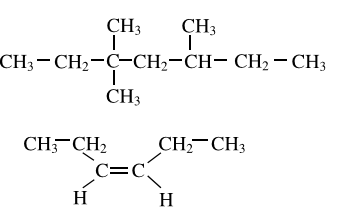 CH₃ CH₃
CH₃ − CH₂ − C − CH₂ − CH − CH₂ − CH₃
CH₃
CH₃ − CH₂ CH₂ − CH₃
C = C
H H